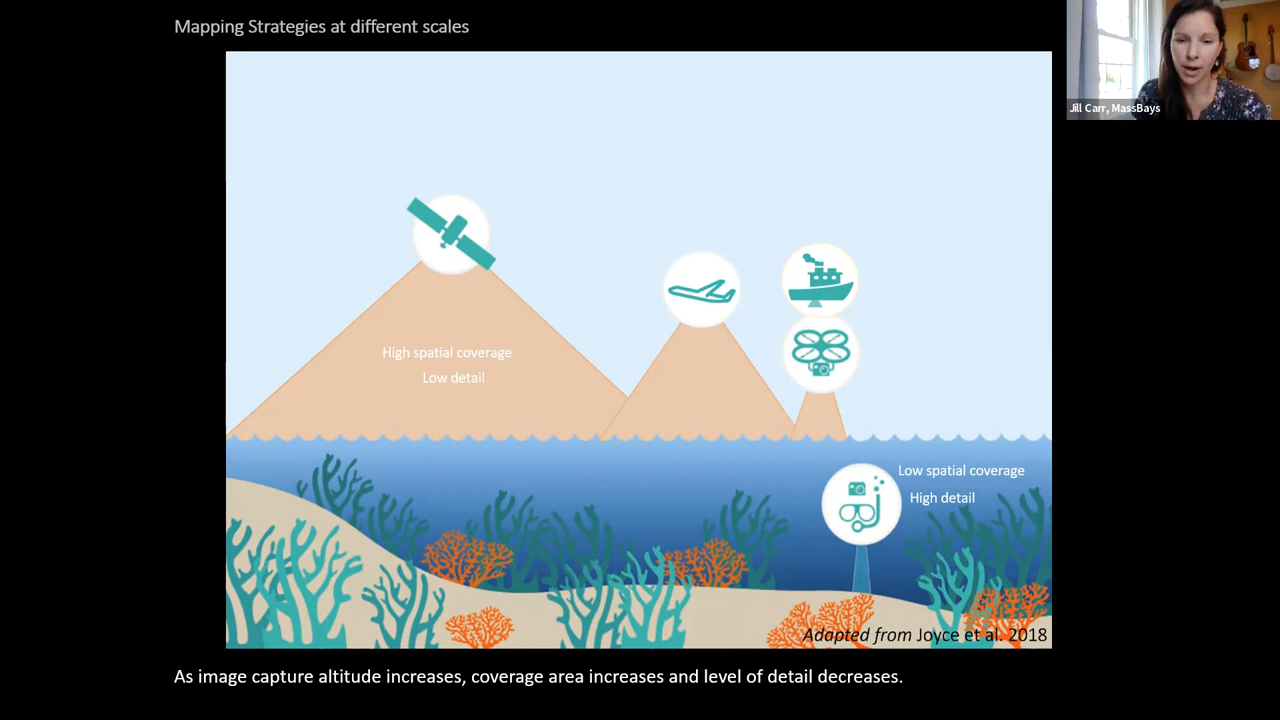 Mapping Strategies at different scales
Jill Carr, MassBays
High spatial coverage
Low detail
Low spatial coverage
High detail
Adapted from Joyce et al. 2018
As image capture altitude increases, coverage area increases and level of detail decreases.